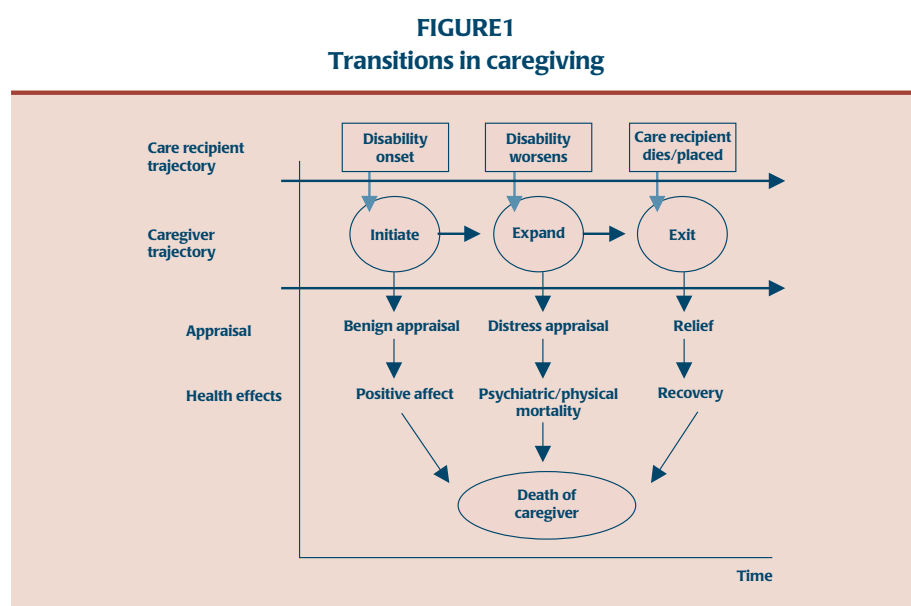 FIGURE1
Transitions in caregiving
Care recipient
trajectory
Disability
onset
Disability
worsens
Care recipient
dies/placed
Caregiver
trajectory
Initiate
Expand
Exit
Appraisal
Benign appraisal
Distress appraisal
Relief
Health effects
Positive affect
Psychiatric/physical
mortality
Recovery
Death of
caregiver
Time